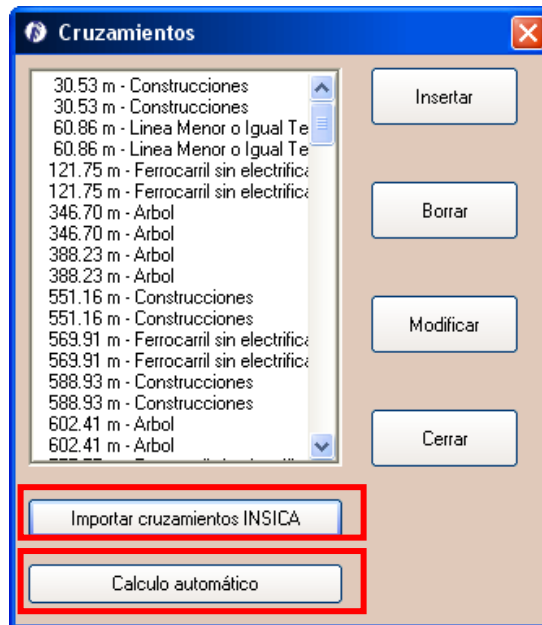 Cruzamientos
30.53 m - Construcciones
30.53 m - Construcciones
60.86 m - Linea Menor o Igual Te
60.86 m - Linea Menor o Igual Te
121.75 m - Ferrocarril sin electrifica
121.75 m - Ferrocarril sin electrifica
346.70 m - Arbol
346.70 m - Arbol
388.23 m - Arbol
388.23 m - Arbol
551.16 m - Construcciones
551.16 m - Construcciones
569.91 m - Ferrocarril sin electrifica
569.91 m - Ferrocarril sin electrifica
588.93 m - Construcciones
588.93 m - Construcciones
602.41 m - Arbol
602.41 m - Arbol
Insertar
Borrar
Modificar
Cerrar
Importar cruzamientos INSICA
Calculo automático